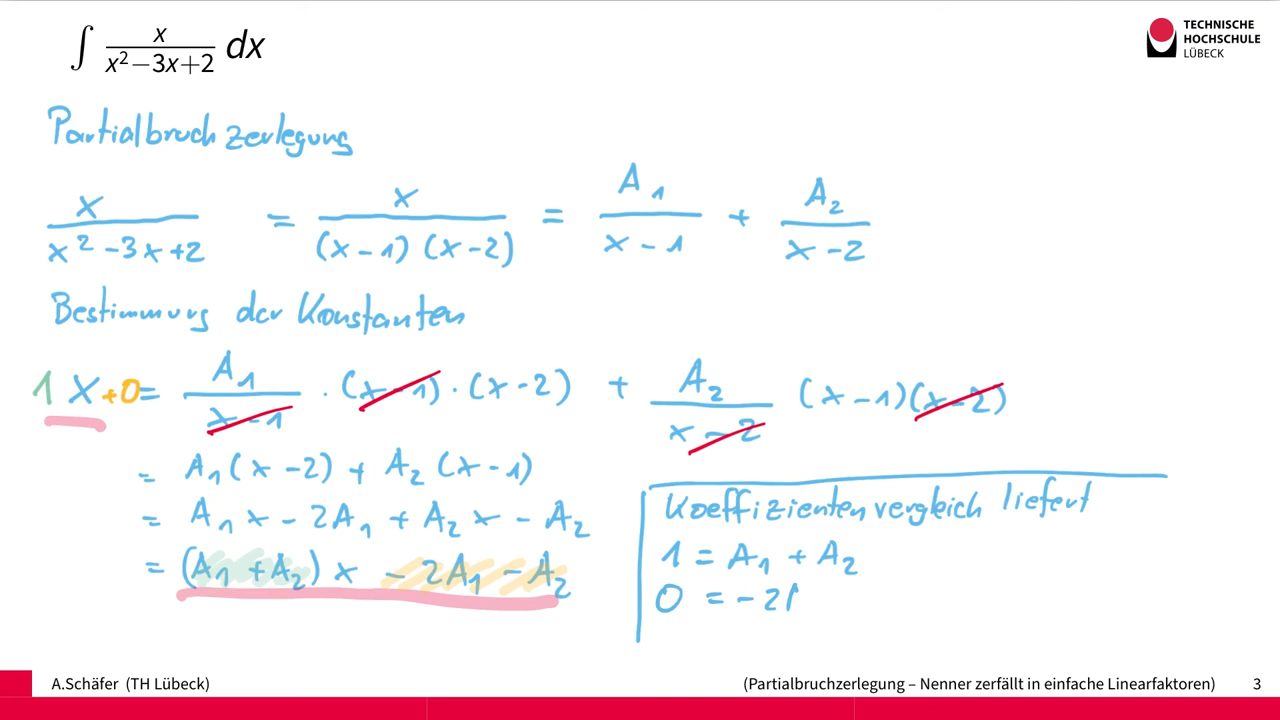 ∫ x/(x²−3x+2) dx
TECHNISCHE
HOCHSCHULE
LÜBECK
Partialbruchzerlegung
x/(x²-3x+2) = x/((x-1)(x-2)) = A₁/(x-1) + A₂/(x-2)
Bestimmung der Konstanten
1x+0 = A₁/(x-1) · (x-1) · (x-2) + A₂/(x-2) (x-1)(x-2)
= A₁(x-2) + A₂(x-1)
= A₁x - 2A₁ + A₂x - A₂
= (A₁+A₂)x - 2A₁ - A₂
Koeffizientenvergleich liefert
1 = A₁ + A₂
0 = -2
A.Schäfer (TH Lübeck)
(Partialbruchzerlegung – Nenner zerfällt in einfache Linearfaktoren)
3